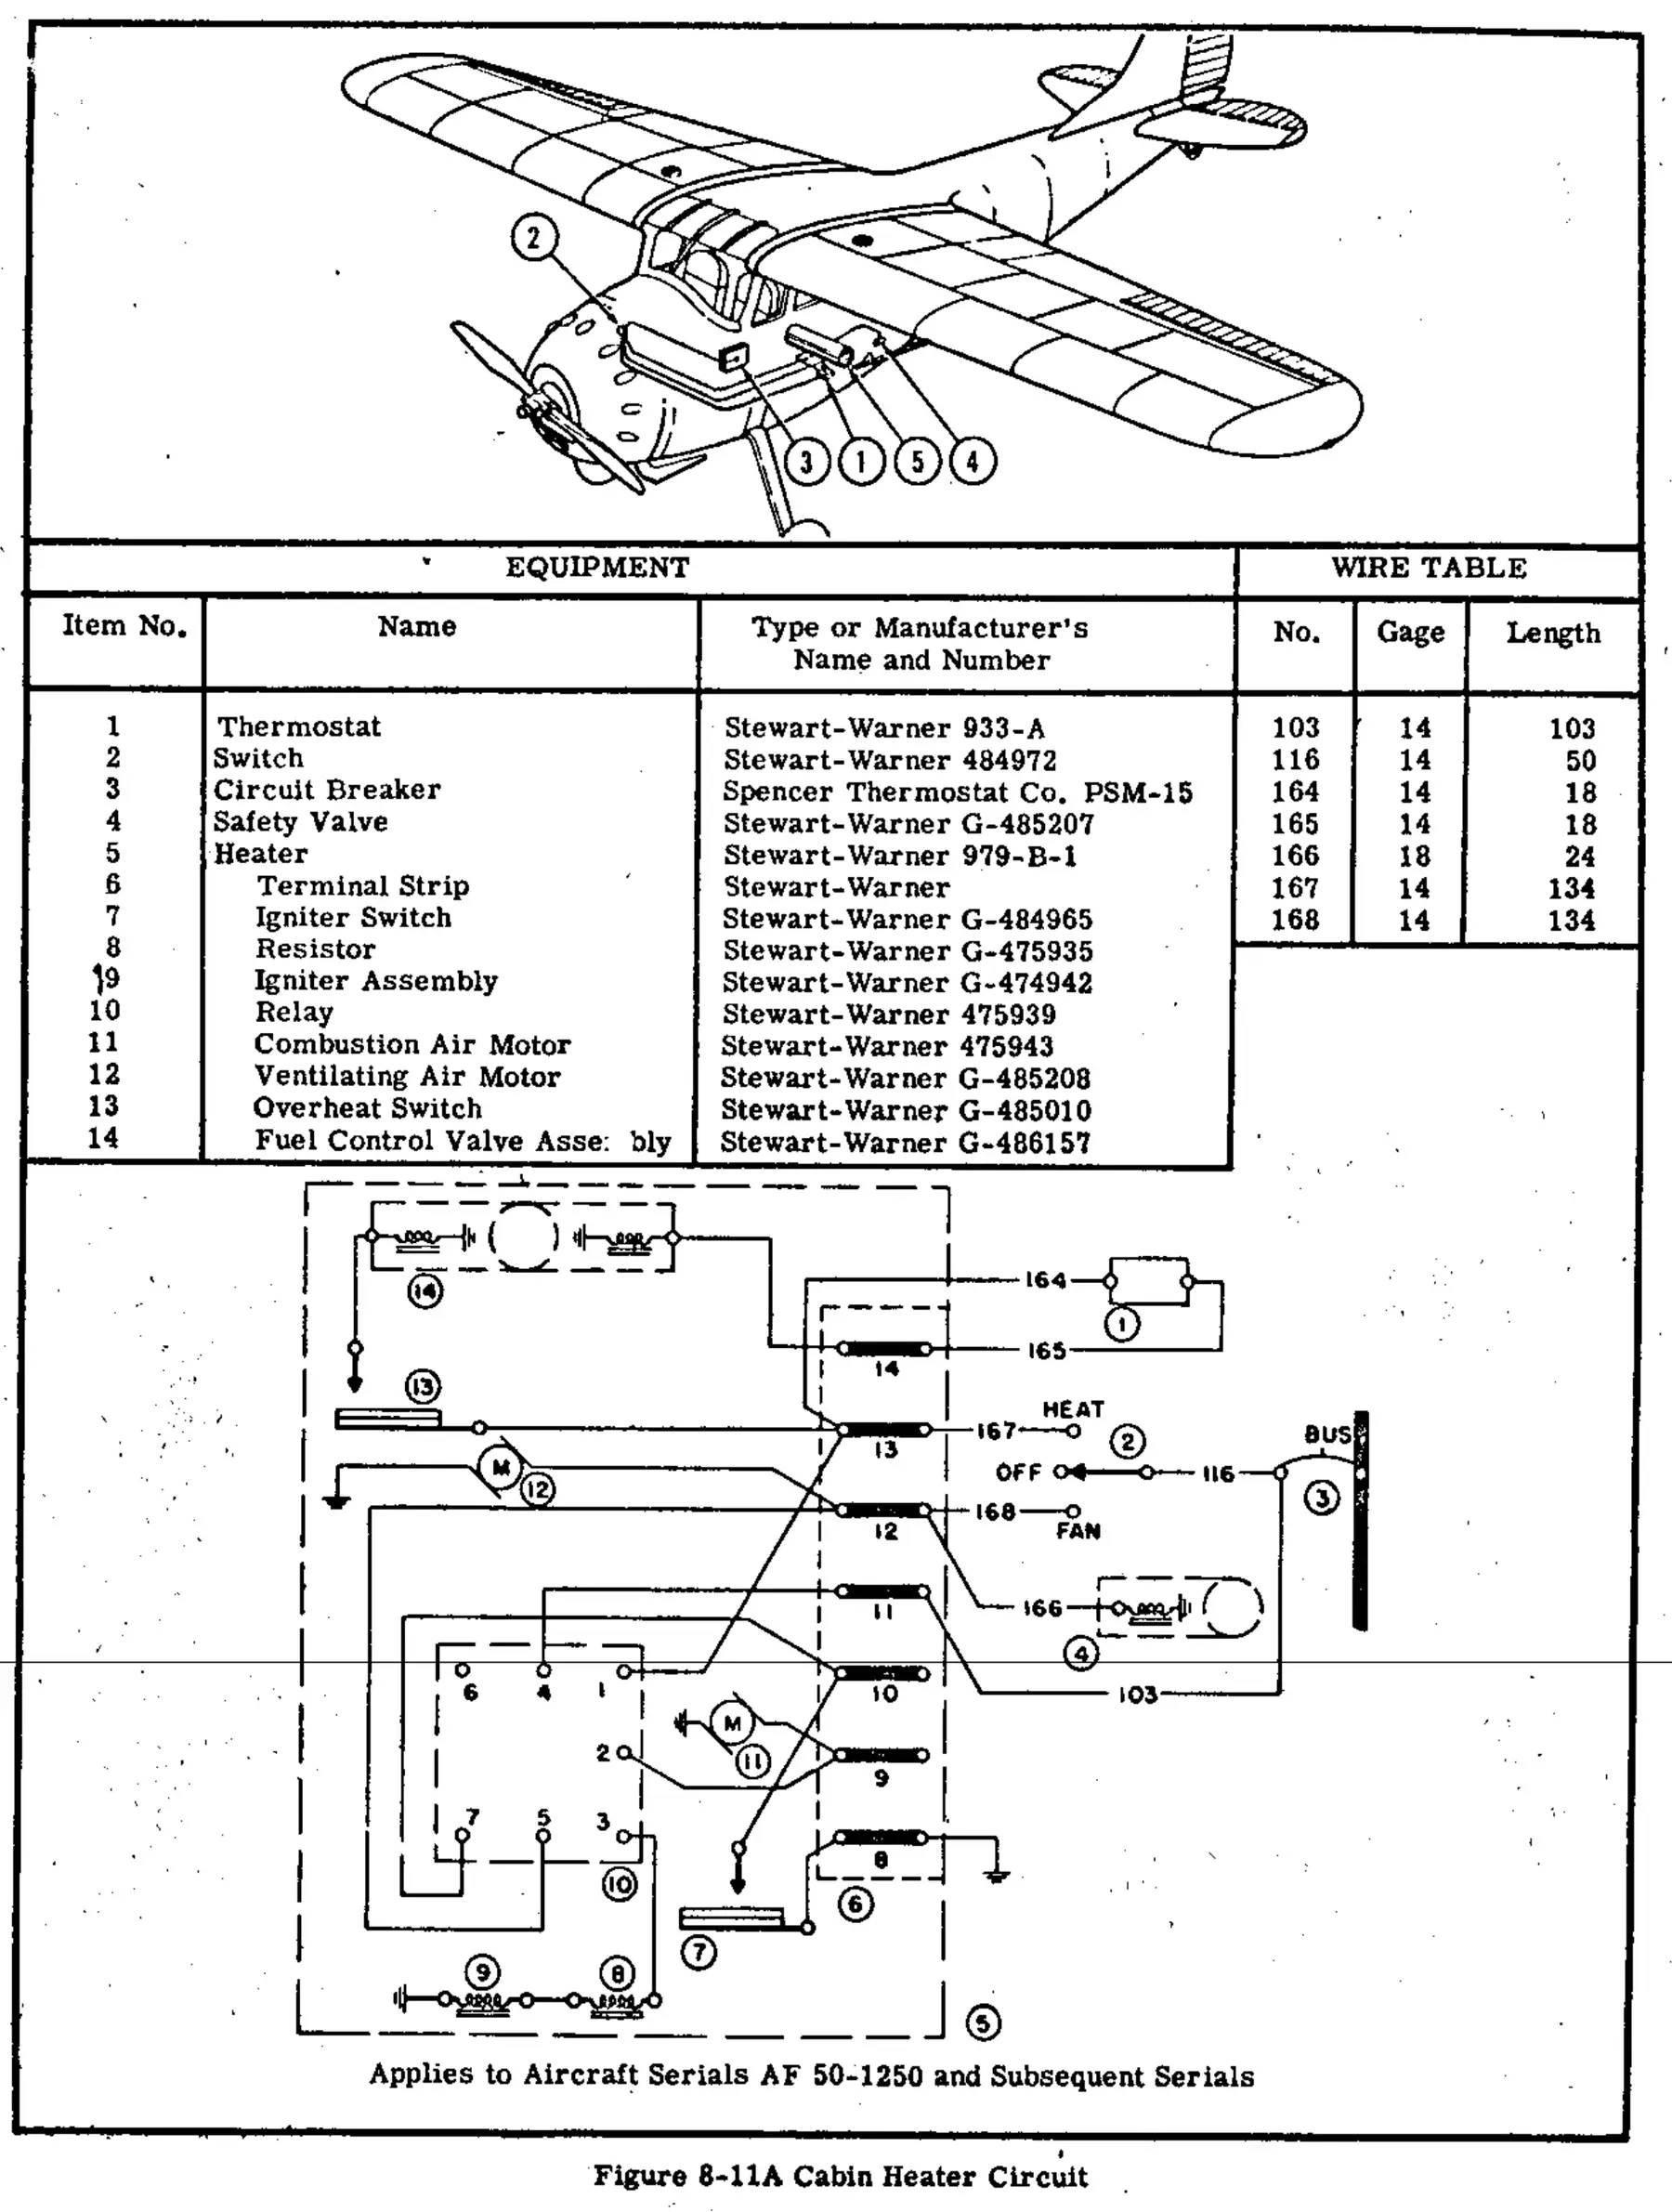 2
3 1 5 4
EQUIPMENT WIRE TABLE
Item No. Name Type or Manufacturer's Name and Number No. Gage Length
1 Thermostat Stewart-Warner 933-A 103 14 103
2 Switch Stewart-Warner 484972 116 14 50
3 Circuit Breaker Spencer Thermostat Co. PSM-15 164 14 18
4 Safety Valve Stewart-Warner G-485207 165 14 18
5 Heater Stewart-Warner 979-B-1 166 18 24
6 Terminal Strip Stewart-Warner 167 14 134
7 Igniter Switch Stewart-Warner G-484965 168 14 134
8 Resistor Stewart-Warner G-475935
9 Igniter Assembly Stewart-Warner G-474942
10 Relay Stewart-Warner 475939
11 Combustion Air Motor Stewart-Warner 475943
12 Ventilating Air Motor Stewart-Warner G-485208
13 Overheat Switch Stewart-Warner G-485010
14 Fuel Control Valve Asse: bly Stewart-Warner G-486157
14 164
1
165
14
13 HEAT
167 2 BUS
13
M OFF 116
12 3
168
12 FAN
11 166
4
6 4 1
10 103
M
2 11
9
7 5 3
8
10 6
7
9 8
5
Applies to Aircraft Serials AF 50-1250 and Subsequent Serials
Figure 8-11A Cabin Heater Circuit